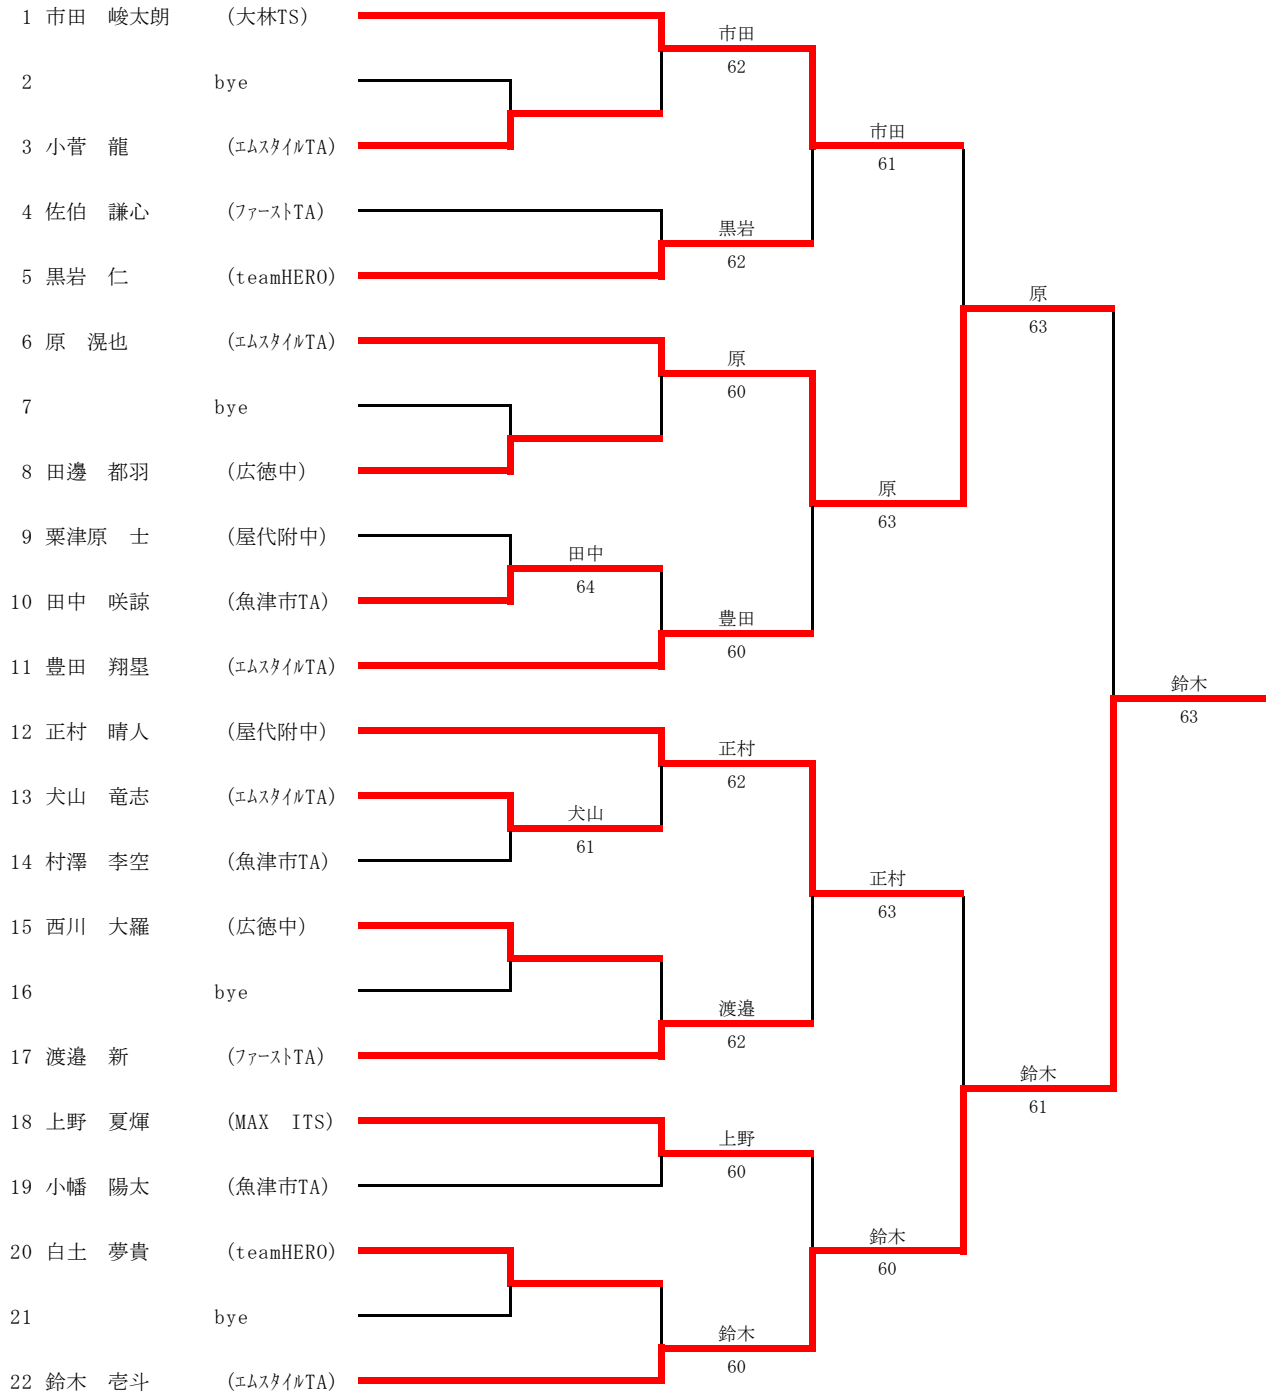 1 市田　峻太朗 (大林TS)
市田
62
2 bye
市田
61
3 小菅　龍 (ｴﾑｽﾀｲﾙTA)
4 佐伯　謙心 (ﾌｧｰｽﾄTA)
黒岩
62
5 黒岩　仁 (teamHERO)
原
63
6 原　滉也 (ｴﾑｽﾀｲﾙTA)
原
60
7 bye
8 田邊　都羽 (広徳中)
原
63
9 粟津原　士 (屋代附中)
田中
64
10 田中　咲諒 (魚津市TA)
豊田
60
11 豊田　翔塁 (ｴﾑｽﾀｲﾙTA)
鈴木
63
12 正村　晴人 (屋代附中)
正村
62
13 犬山　竜志 (ｴﾑｽﾀｲﾙTA)
犬山
61
14 村澤　李空 (魚津市TA)
正村
63
15 西川　大羅 (広徳中)
16 bye
渡邉
62
17 渡邉　新 (ﾌｧｰｽﾄTA)
鈴木
61
18 上野　夏煇 (MAX　ITS)
上野
60
19 小幡　陽太 (魚津市TA)
鈴木
60
20 白土　夢貴 (teamHERO)
21 bye
鈴木
60
22 鈴木　壱斗 (ｴﾑｽﾀｲﾙTA)